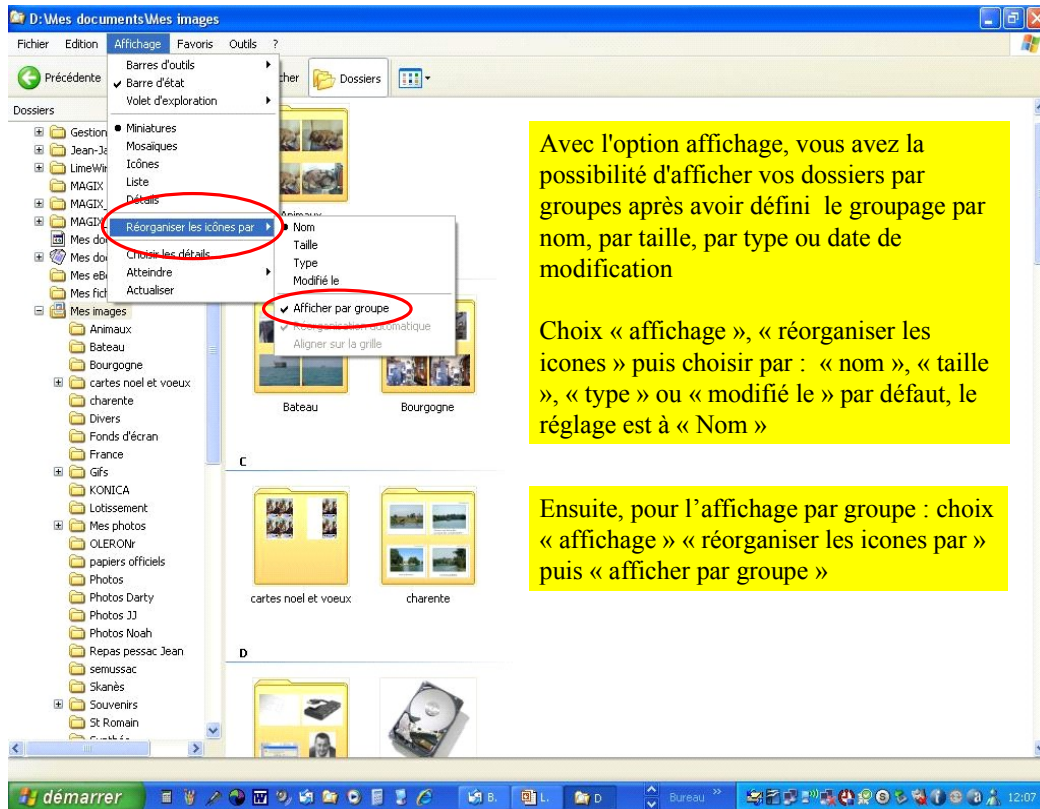 D:\Mes documents\Mes images
Fichier Edition Affichage Favoris Outils ?
Précédente cher Dossiers
Dossiers
Gestion
Jean-Ja
LimeWir
MAGIX
MAGIX_
MAGIX_
Mes do
Mes do
Mes eB
Mes fich
Mes images
Animaux
Bateau
Bourgogne
cartes noel et voeux
charente
Divers
Fonds d'écran
France
Gifs
KONICA
Lotissement
Mes photos
OLERONr
papiers officiels
Photos
Photos Darty
Photos JJ
Photos Noah
Repas pessac Jean
semussac
Skanès
Souvenirs
St Romain
Barres d'outils
Barre d'état
Volet d'exploration
Miniatures
Mosaïques
Icônes
Liste
Détails
Réorganiser les icônes par
Choisir les détails
Atteindre
Actualiser
Nom
Taille
Type
Modifié le
Afficher par groupe
Réorganisation automatique
Aligner sur la grille
Animaux
Bateau Bourgogne
C
cartes noel et voeux charente
D
Avec l'option affichage, vous avez la
possibilité d'afficher vos dossiers par
groupes après avoir défini le groupage par
nom, par taille, par type ou date de
modification
Choix « affichage », « réorganiser les
icones » puis choisir par : « nom », « taille
», « type » ou « modifié le » par défaut, le
réglage est à « Nom »
Ensuite, pour l’affichage par groupe : choix
« affichage » « réorganiser les icones par »
puis « afficher par groupe »
démarrer B. L. D Bureau » 12:07